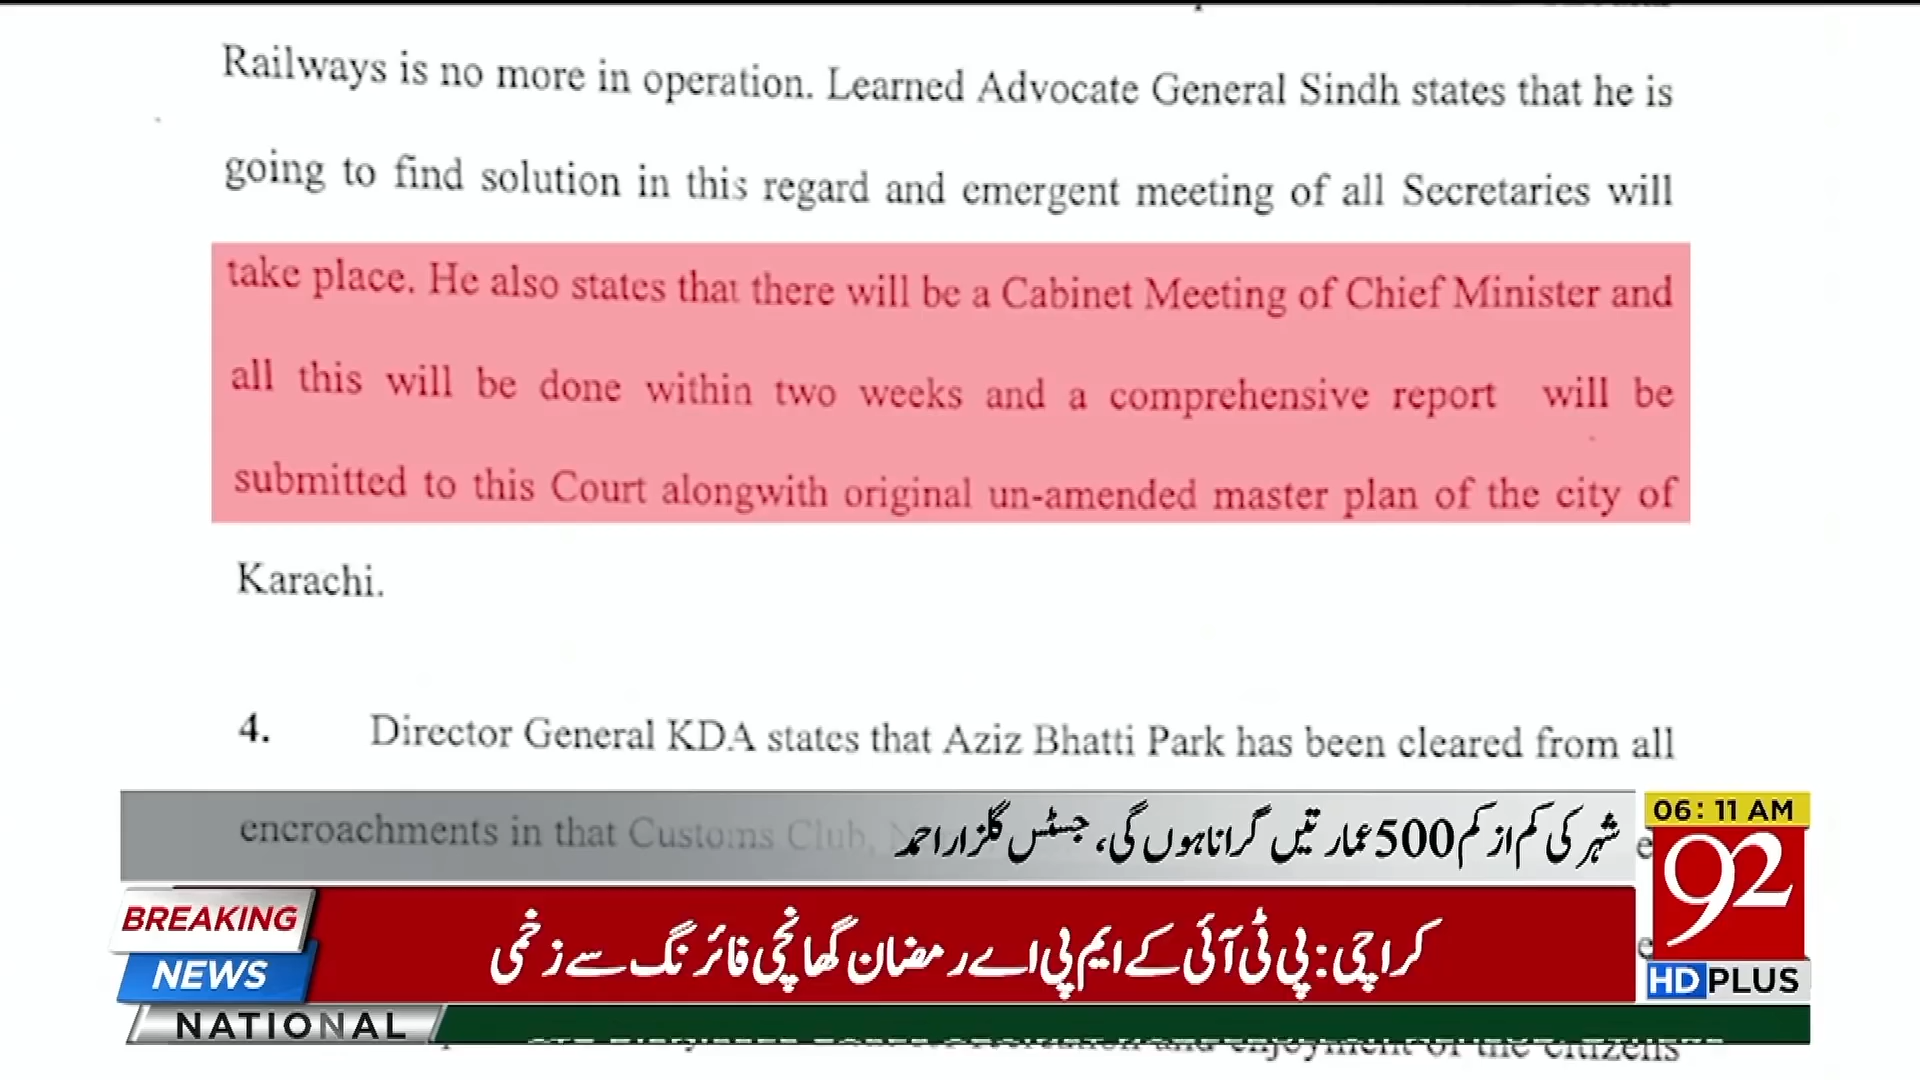 Railways is no more in operation. Learned Advocate General Sindh states that he is
going to find solution in this regard and emergent meeting of all Secretaries will
take place. He also states that there will be a Cabinet Meeting of Chief Minister and
all this will be done within two weeks and a comprehensive report will be
submitted to this Court alongwith original un-amended master plan of the city of
Karachi.
4. Director General KDA states that Aziz Bhatti Park has been cleared from all
encroachments in that Customs Club,
شہر کی کم از کم 500 عمارتیں گرانا ہوں گی، جسٹس گلزار احمد
06:11 AM
92
HD PLUS
BREAKING
NEWS
کراچی: پی ٹی آئی کے ایم پی اے رمضان گھانچی فائرنگ سے زخمی
NATIONAL
and enjoyment of the citizens